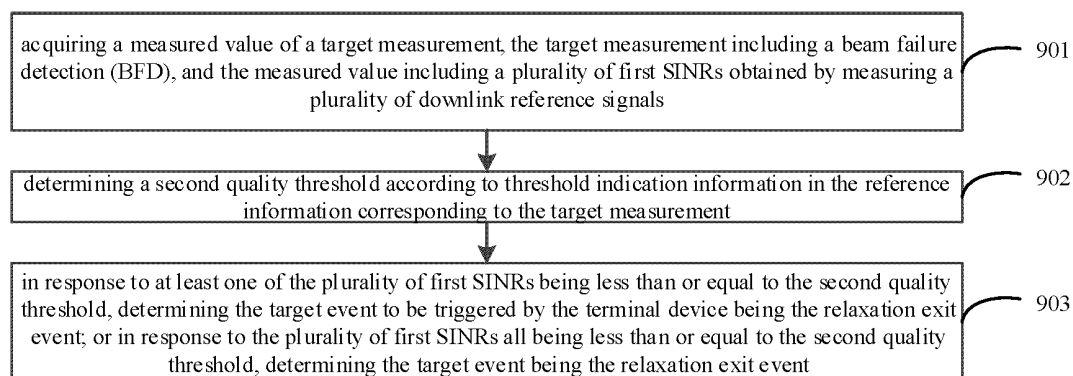 acquiring a measured value of a target measurement, the target measurement including a beam failure
detection (BFD), and the measured value including a plurality of first SINRs obtained by measuring a
plurality of downlink reference signals
901
determining a second quality threshold according to threshold indication information in the reference
information corresponding to the target measurement
902
in response to at least one of the plurality of first SINRs being less than or equal to the second quality
threshold, determining the target event to be triggered by the terminal device being the relaxation exit
event; or in response to the plurality of first SINRs all being less than or equal to the second quality
threshold, determining the target event being the relaxation exit event
903